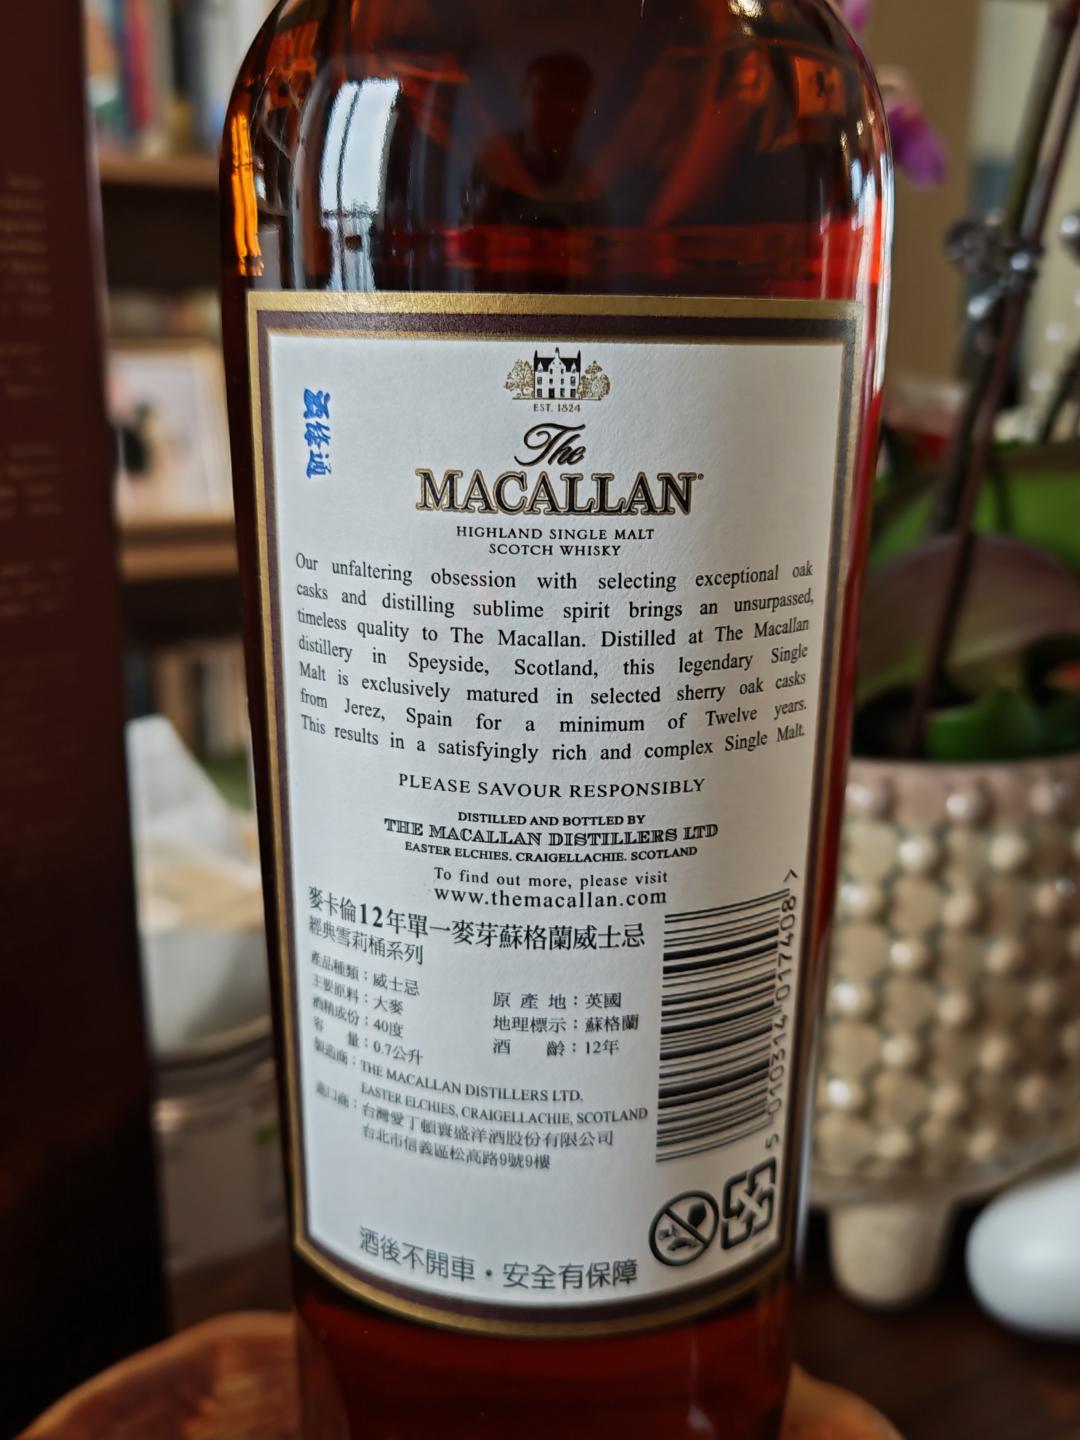 EST. 1824
The
MACALLAN
HIGHLAND SINGLE MALT
SCOTCH WHISKY
Our unfaltering obsession with selecting exceptional oak
casks and distilling sublime spirit brings an unsurpassed,
timeless quality to The Macallan. Distilled at The Macallan
distillery in Speyside, Scotland, this legendary Single
Malt is exclusively matured in selected sherry oak casks
from Jerez, Spain for a minimum of Twelve years.
This results in a satisfyingly rich and complex Single Malt.
PLEASE SAVOUR RESPONSIBLY
DISTILLED AND BOTTLED BY
THE MACALLAN DISTILLERS LTD
EASTER ELCHIES. CRAIGELLACHIE. SCOTLAND
To find out more, please visit
www.themacallan.com
麥卡倫12年單一麥芽蘇格蘭威士忌
經典雪莉桶系列
產品種類：威士忌
主要原料：大麥
酒精成份：40度
容 量：0.7公升
原 產 地：英國
地理標示：蘇格蘭
酒 齡：12年
製造商：THE MACALLAN DISTILLERS LTD.
EASTER ELCHIES, CRAIGELLACHIE, SCOTLAND
進口商：台灣愛丁頓寰盛洋酒股份有限公司
台北市信義區松高路9號9樓
5 010314 017408 >
酒後不開車・安全有保障